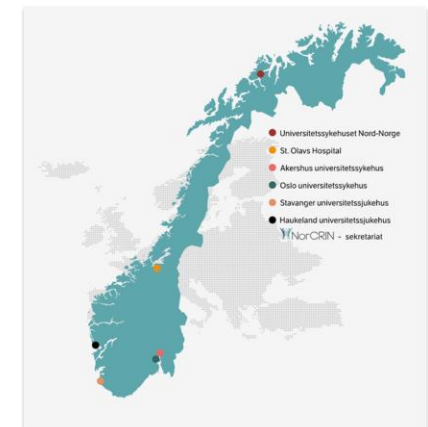 Universitetssykehuset Nord-Norge
St. Olavs Hospital
Akershus universitetssykehus
Oslo universitetssykehus
Stavanger universitetssjukehus
Haukeland universitetssjukehus
NorCRIN - sekretariat